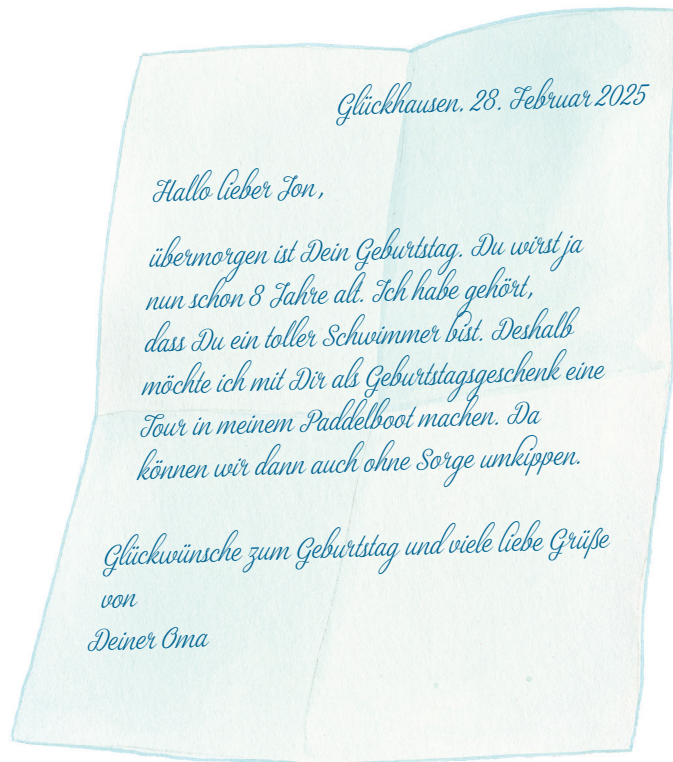 Glückhausen. 28. Februar 2025
Hallo lieber Jon,
übermorgen ist Dein Geburtstag. Du wirst ja
nun schon 8 Jahre alt. Ich habe gehört,
dass Du ein toller Schwimmer bist. Deshalb
möchte ich mit Dir als Geburtstagsgeschenk eine
Tour in meinem Paddelboot machen. Da
können wir dann auch ohne Sorge umkippen.
Glückwünsche zum Geburtstag und viele liebe Grüße
von
Deiner Oma